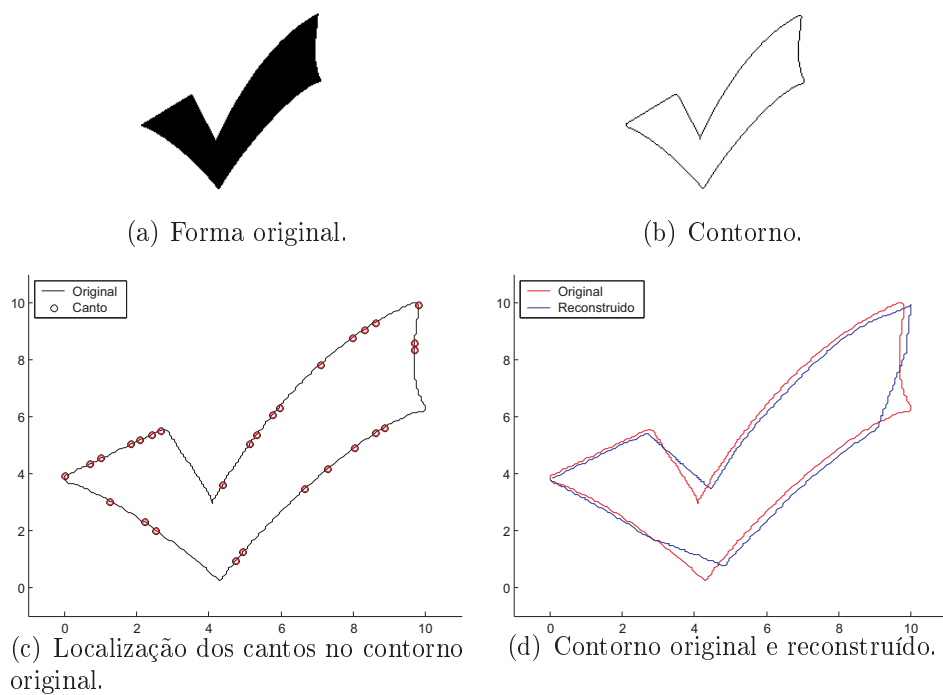 (a) Forma original.
(b) Contorno.
Original
Canto
10
8
6
4
2
0
0 2 4 6 8 10
(c) Localização dos cantos no contorno
original.
Original
Reconstruido
10
8
6
4
2
0
0 2 4 6 8 10
(d) Contorno original e reconstruído.